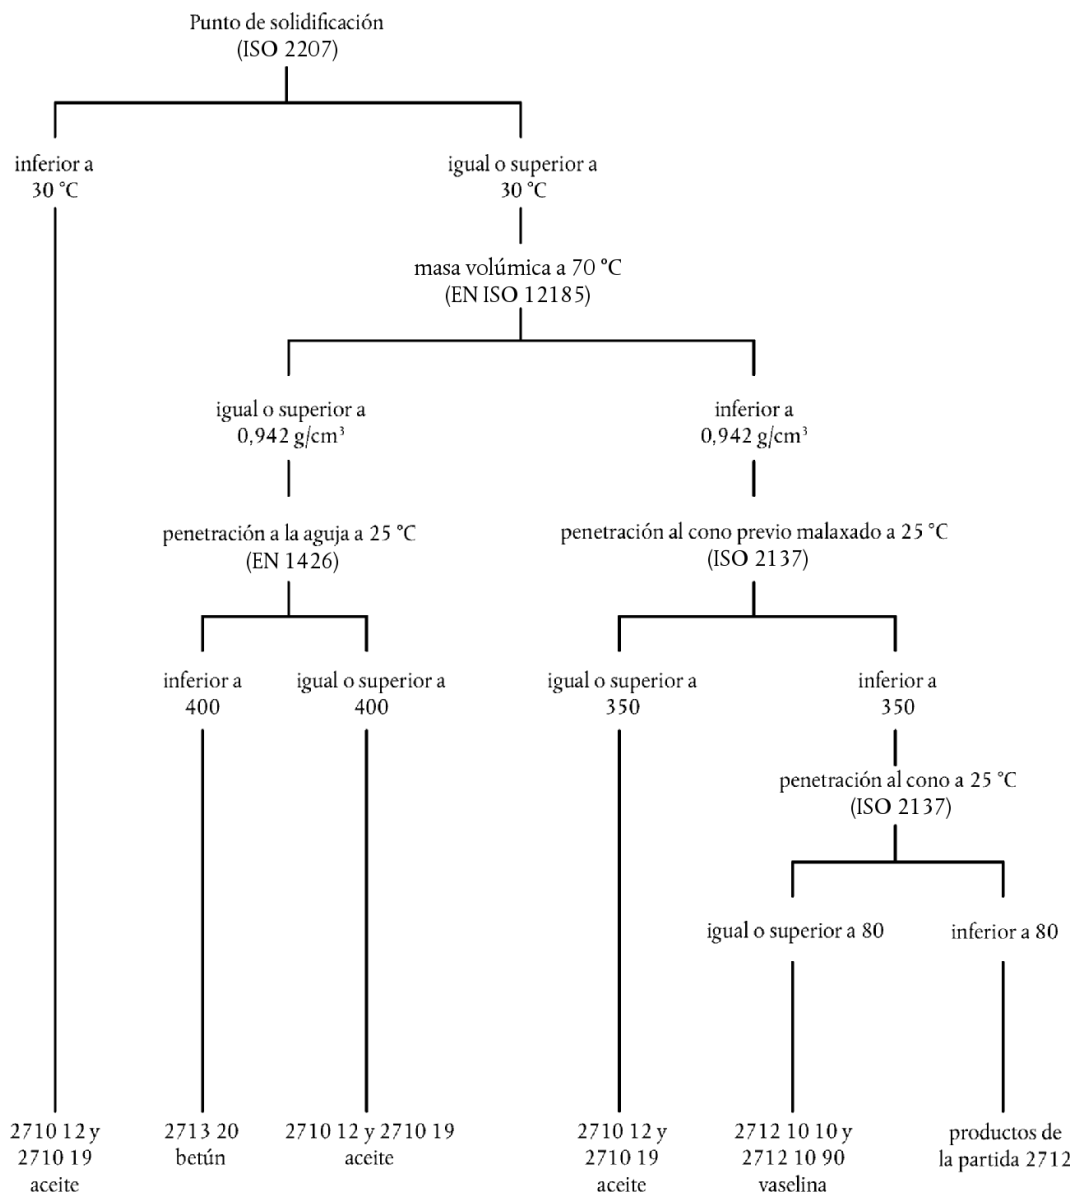 Punto de solidificación
(ISO 2207)
inferior a
30 °C
igual o superior a
30 °C
masa volúmica a 70 °C
(EN ISO 12185)
igual o superior a
0,942 g/cm³
inferior a
0,942 g/cm³
penetración a la aguja a 25 °C
(EN 1426)
penetración al cono previo malaxado a 25 °C
(ISO 2137)
inferior a
400
igual o superior a
400
igual o superior a
350
inferior a
350
penetración al cono a 25 °C
(ISO 2137)
igual o superior a 80
inferior a 80
2710 12 y
2710 19
aceite
2713 20
betún
2710 12 y 2710 19
aceite
2710 12 y
2710 19
aceite
2712 10 10 y
2712 10 90
vaselina
productos de
la partida 2712